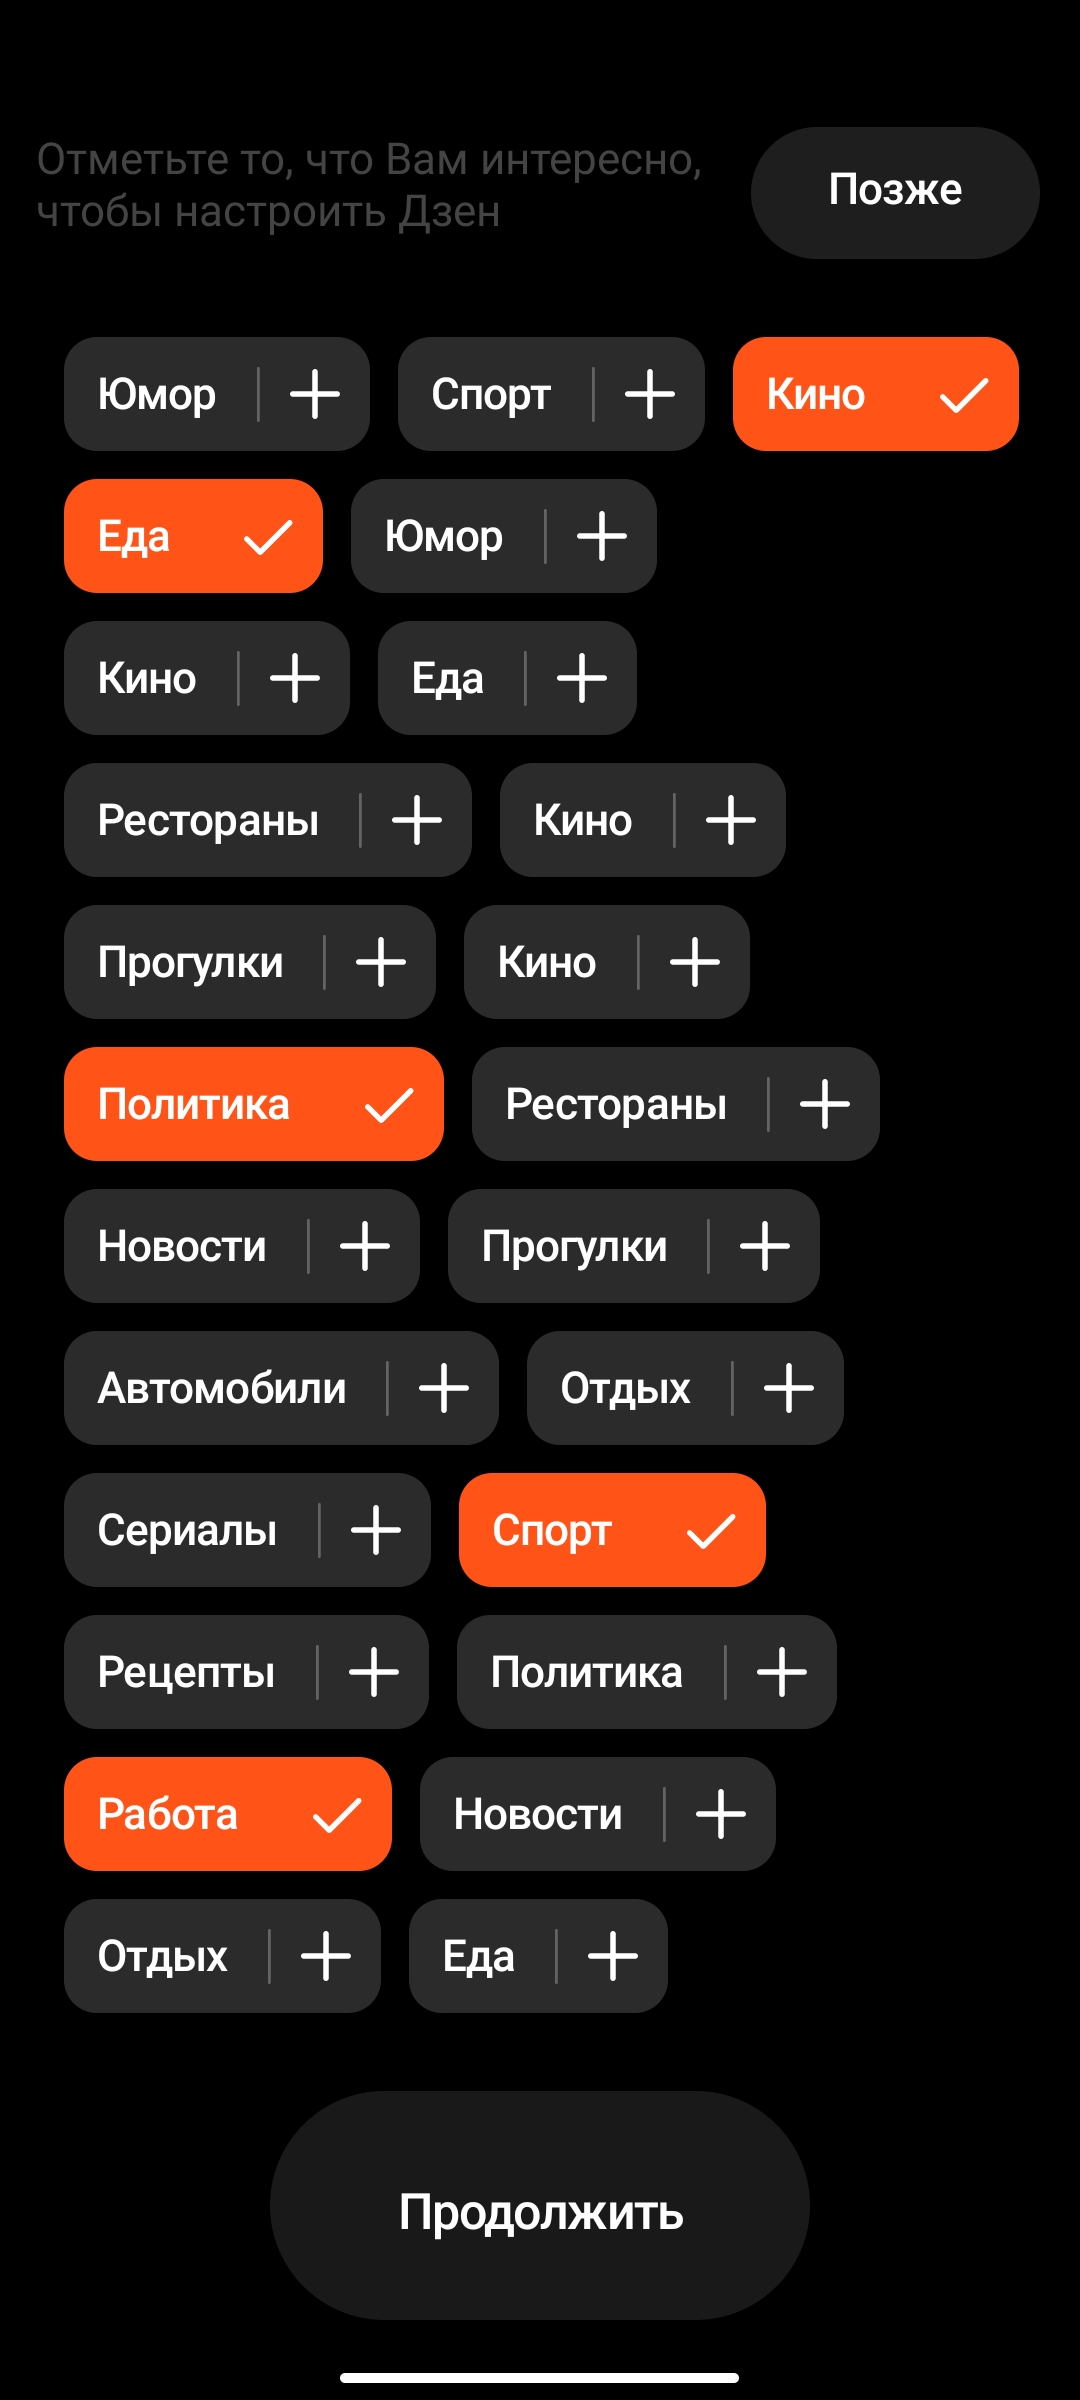 Отметьте то, что Вам интересно,
чтобы настроить Дзен
Позже
Юмор Спорт Кино
Еда Юмор
Кино Еда
Рестораны Кино
Прогулки Кино
Политика Рестораны
Новости Прогулки
Автомобили Отдых
Сериалы Спорт
Рецепты Политика
Работа Новости
Отдых Еда
Продолжить